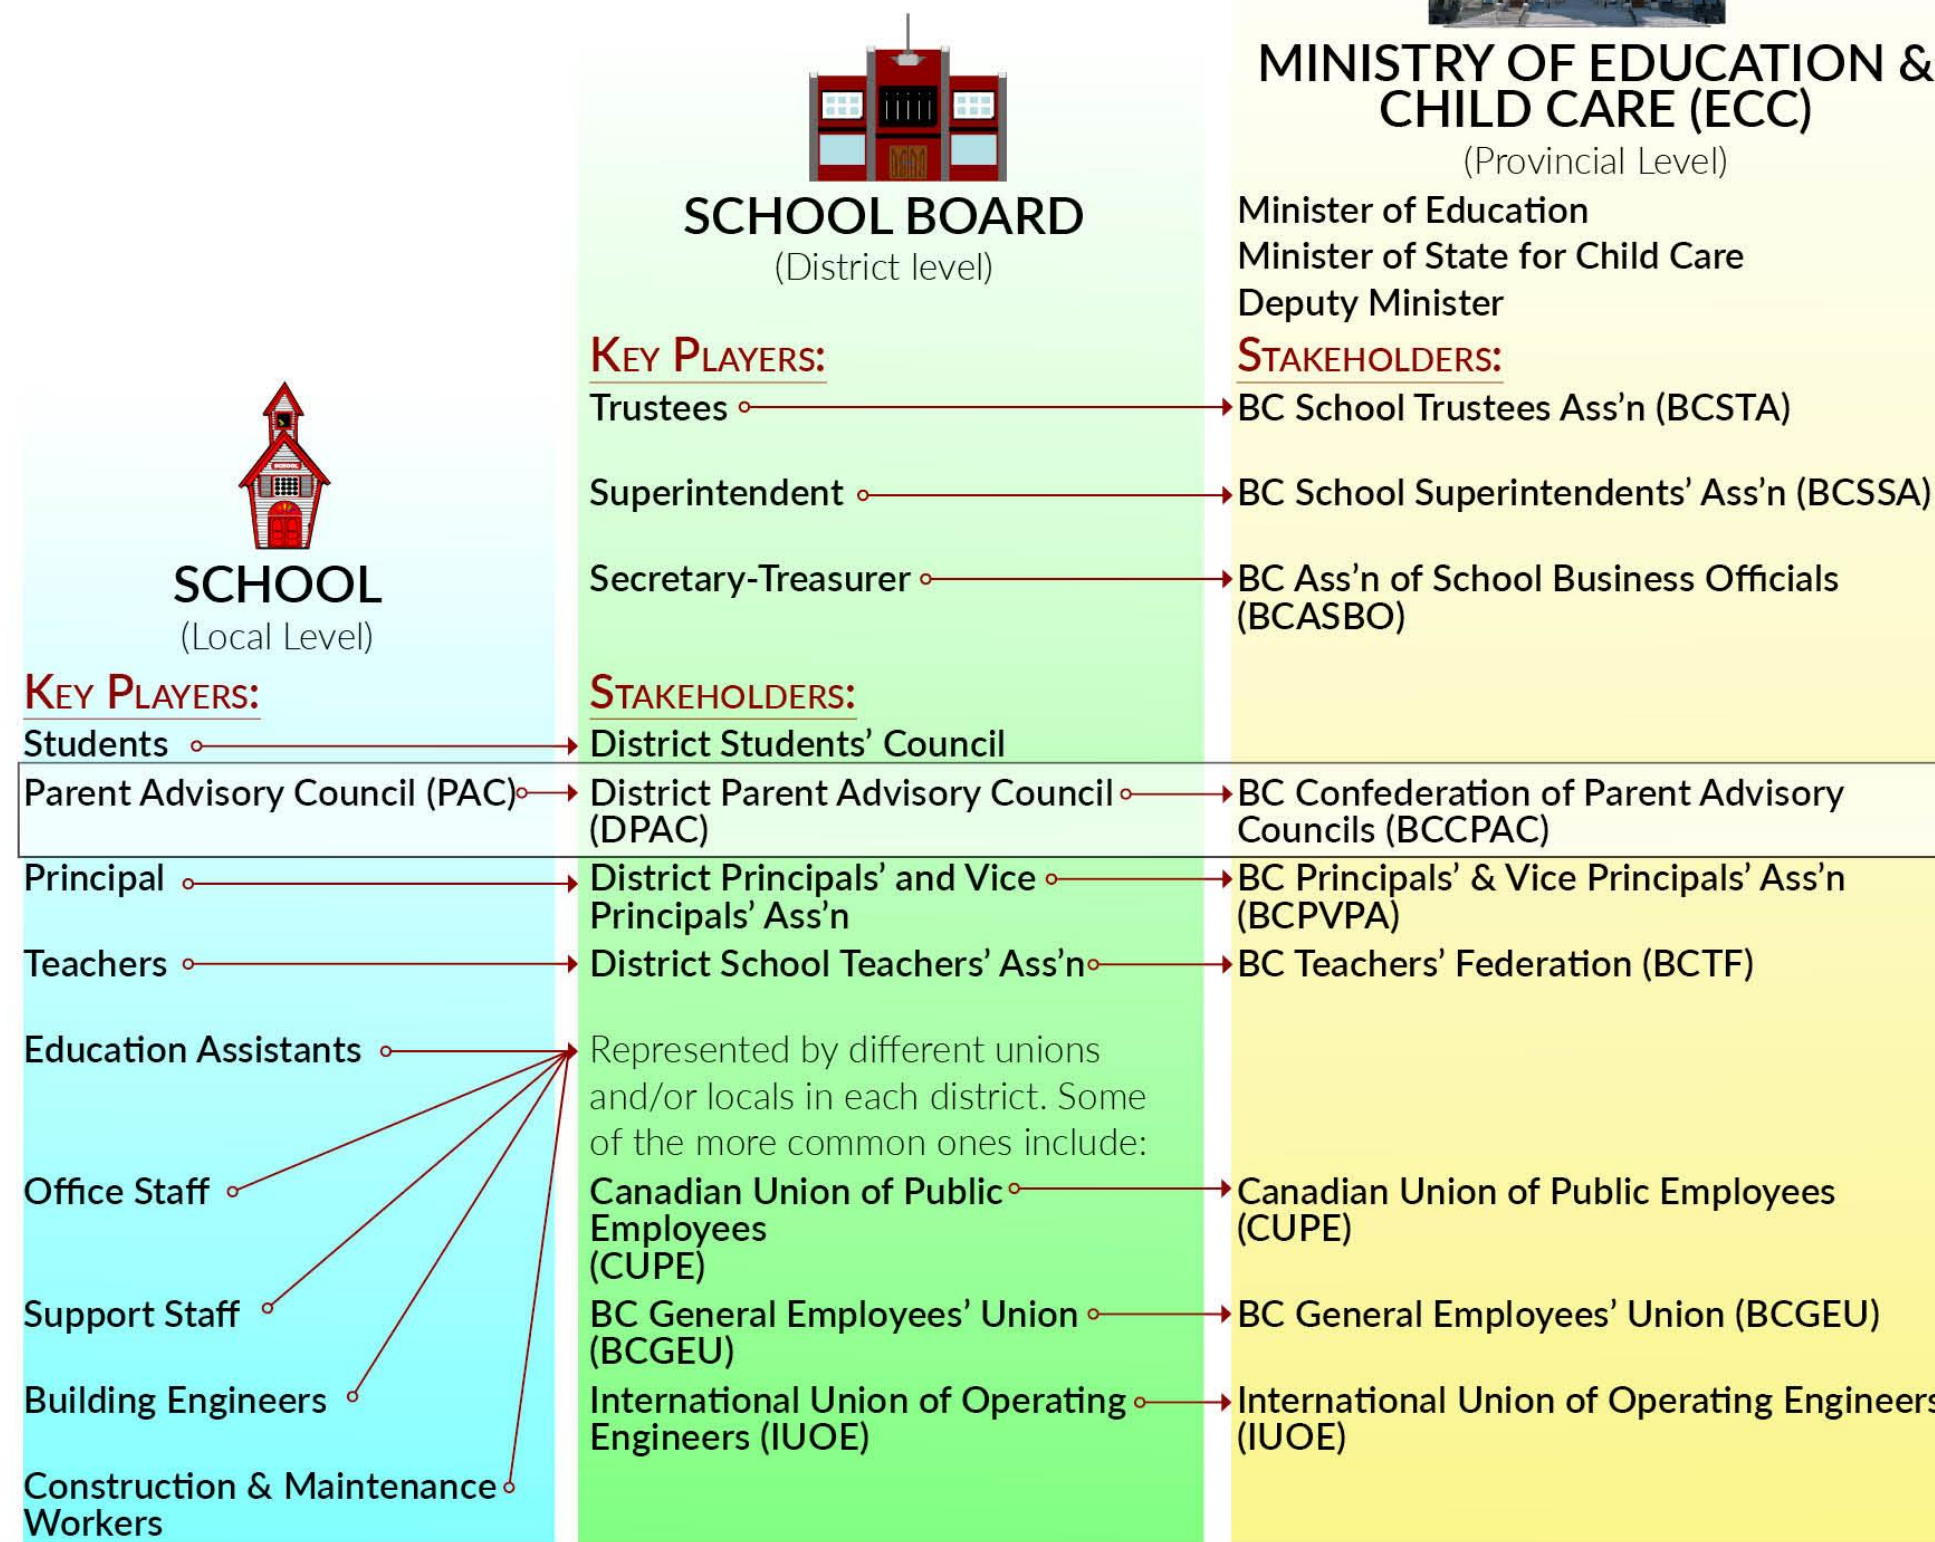 SCHOOL
(Local Level)
KEY PLAYERS:
Students
Parent Advisory Council (PAC)
Principal
Teachers
Education Assistants
Office Staff
Support Staff
Building Engineers
Construction & Maintenance
Workers
SCHOOL BOARD
(District level)
KEY PLAYERS:
Trustees
Superintendent
Secretary-Treasurer
STAKEHOLDERS:
District Students' Council
District Parent Advisory Council
(DPAC)
District Principals' and Vice
Principals' Ass'n
District School Teachers' Ass'n
Represented by different unions
and/or locals in each district. Some
of the more common ones include:
Canadian Union of Public
Employees
(CUPE)
BC General Employees' Union
(BCGEU)
International Union of Operating
Engineers (IUOE)
MINISTRY OF EDUCATION &
CHILD CARE (ECC)
(Provincial Level)
Minister of Education
Minister of State for Child Care
Deputy Minister
STAKEHOLDERS:
BC School Trustees Ass'n (BCSTA)
BC School Superintendents' Ass'n (BCSSA)
BC Ass'n of School Business Officials
(BCASBO)
BC Confederation of Parent Advisory
Councils (BCCPAC)
BC Principals' & Vice Principals' Ass'n
(BCPVPA)
BC Teachers' Federation (BCTF)
Canadian Union of Public Employees
(CUPE)
BC General Employees' Union (BCGEU)
International Union of Operating Engineers
(IUOE)
SCHOOL